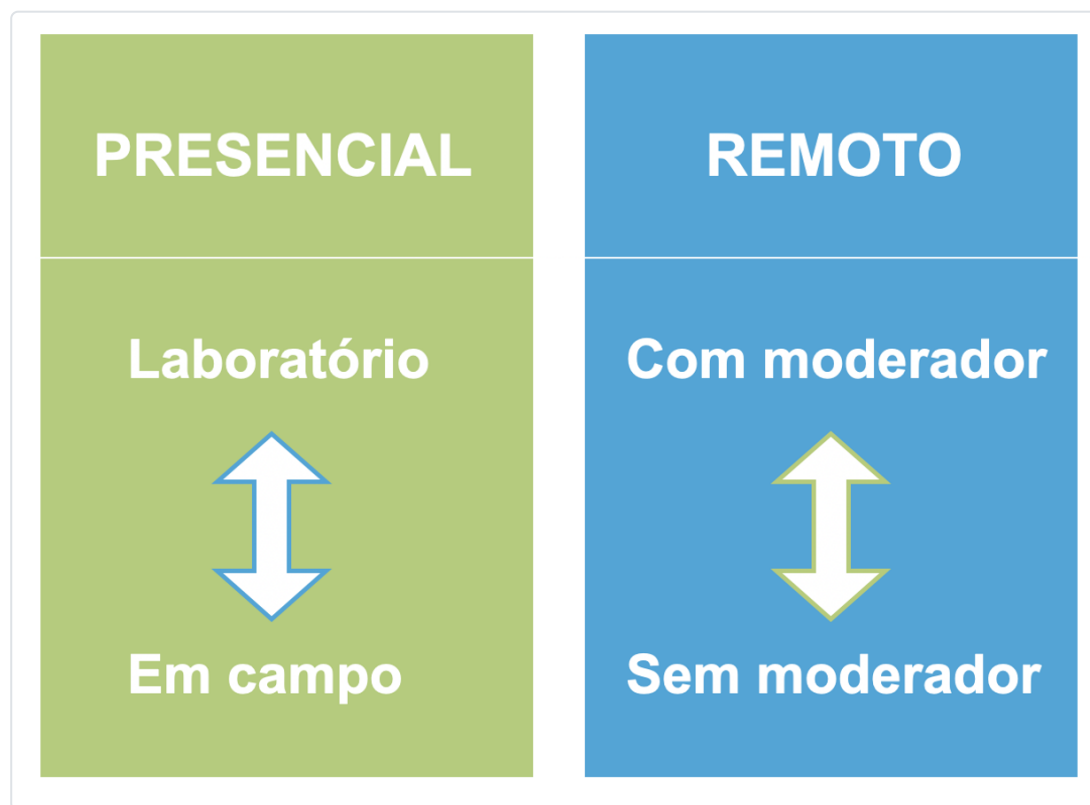 PRESENCIAL
Laboratório
Em campo
REMOTO
Com moderador
Sem moderador